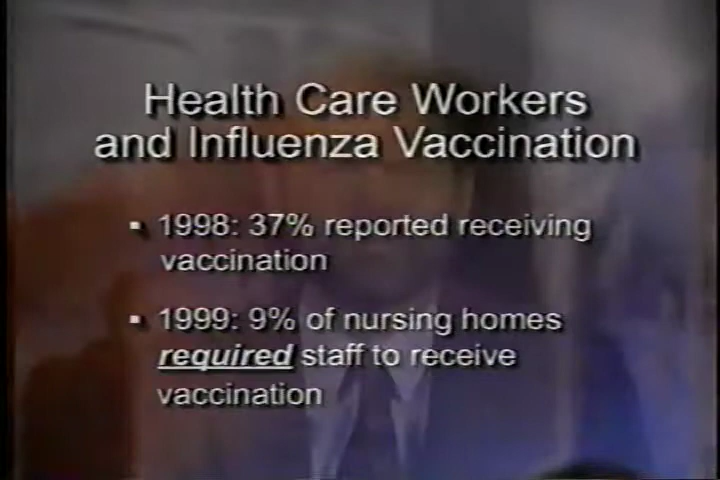 Health Care Workers
and Influenza Vaccination
▪ 1998: 37% reported receiving
vaccination
▪ 1999: 9% of nursing homes
required staff to receive
vaccination